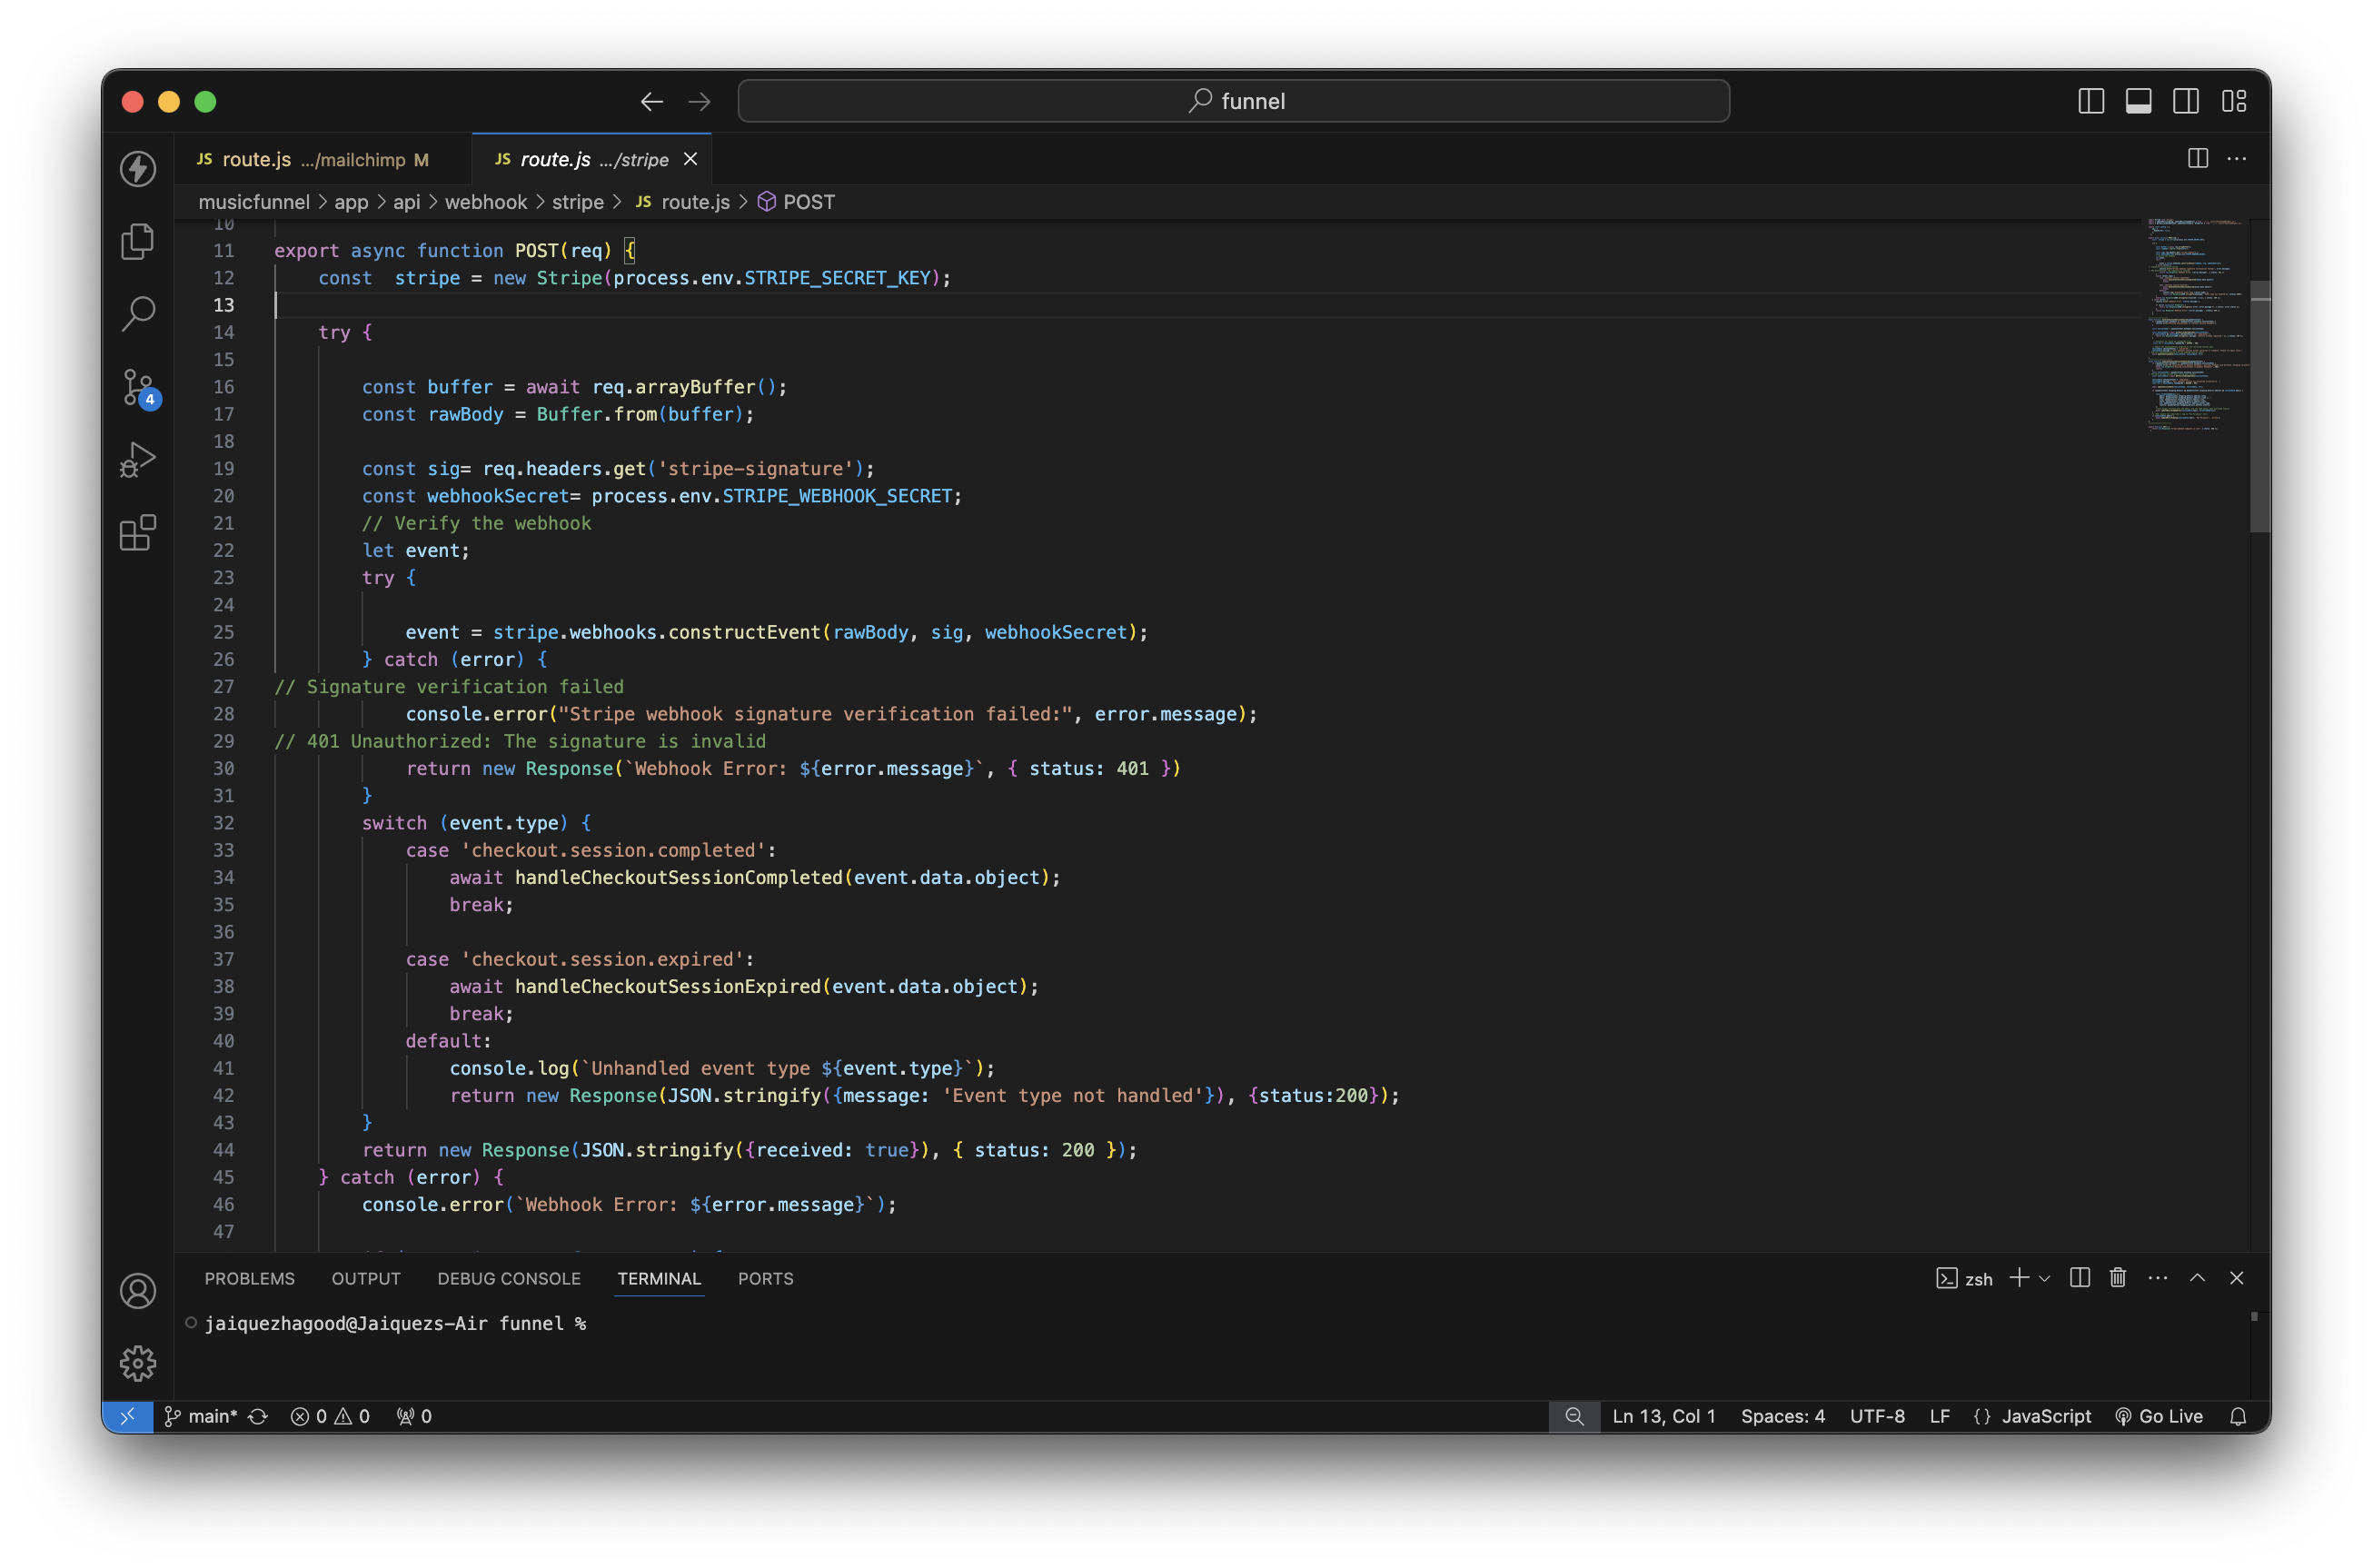 funnel
JS route.js .../mailchimp M
JS route.js .../stripe
musicfunnel > app > api > webhook > stripe > JS route.js > POST
10
11 export async function POST(req) {
12     const  stripe = new Stripe(process.env.STRIPE_SECRET_KEY);
13
14     try {
15
16         const buffer = await req.arrayBuffer();
17         const rawBody = Buffer.from(buffer);
18
19         const sig= req.headers.get('stripe-signature');
20         const webhookSecret= process.env.STRIPE_WEBHOOK_SECRET;
21         // Verify the webhook
22         let event;
23         try {
24
25             event = stripe.webhooks.constructEvent(rawBody, sig, webhookSecret);
26         } catch (error) {
27 // Signature verification failed
28             console.error("Stripe webhook signature verification failed:", error.message);
29 // 401 Unauthorized: The signature is invalid
30             return new Response(`Webhook Error: ${error.message}`, { status: 401 })
31         }
32         switch (event.type) {
33             case 'checkout.session.completed':
34                 await handleCheckoutSessionCompleted(event.data.object);
35                 break;
36
37             case 'checkout.session.expired':
38                 await handleCheckoutSessionExpired(event.data.object);
39                 break;
40             default:
41                 console.log(`Unhandled event type ${event.type}`);
42                 return new Response(JSON.stringify({message: 'Event type not handled'}), {status:200});
43         }
44         return new Response(JSON.stringify({received: true}), { status: 200 });
45     } catch (error) {
46         console.error(`Webhook Error: ${error.message}`);
47
4
PROBLEMS OUTPUT DEBUG CONSOLE TERMINAL PORTS zsh
jaiquezhagood@Jaiquezs-Air funnel %
main* 0 0 0 Ln 13, Col 1 Spaces: 4 UTF-8 LF {} JavaScript Go Live